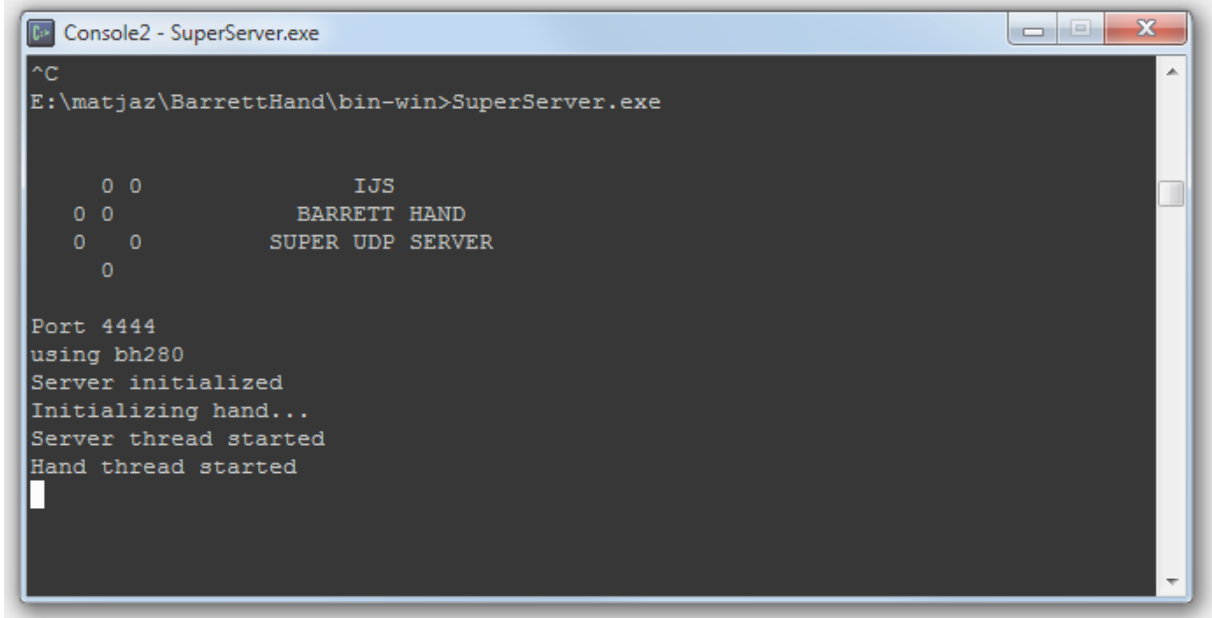 Console2 - SuperServer.exe
^C
E:\matjaz\BarrettHand\bin-win>SuperServer.exe
0 0 IJS
0 0 BARRETT HAND
0 0 SUPER UDP SERVER
0
Port 4444
using bh280
Server initialized
Initializing hand...
Server thread started
Hand thread started